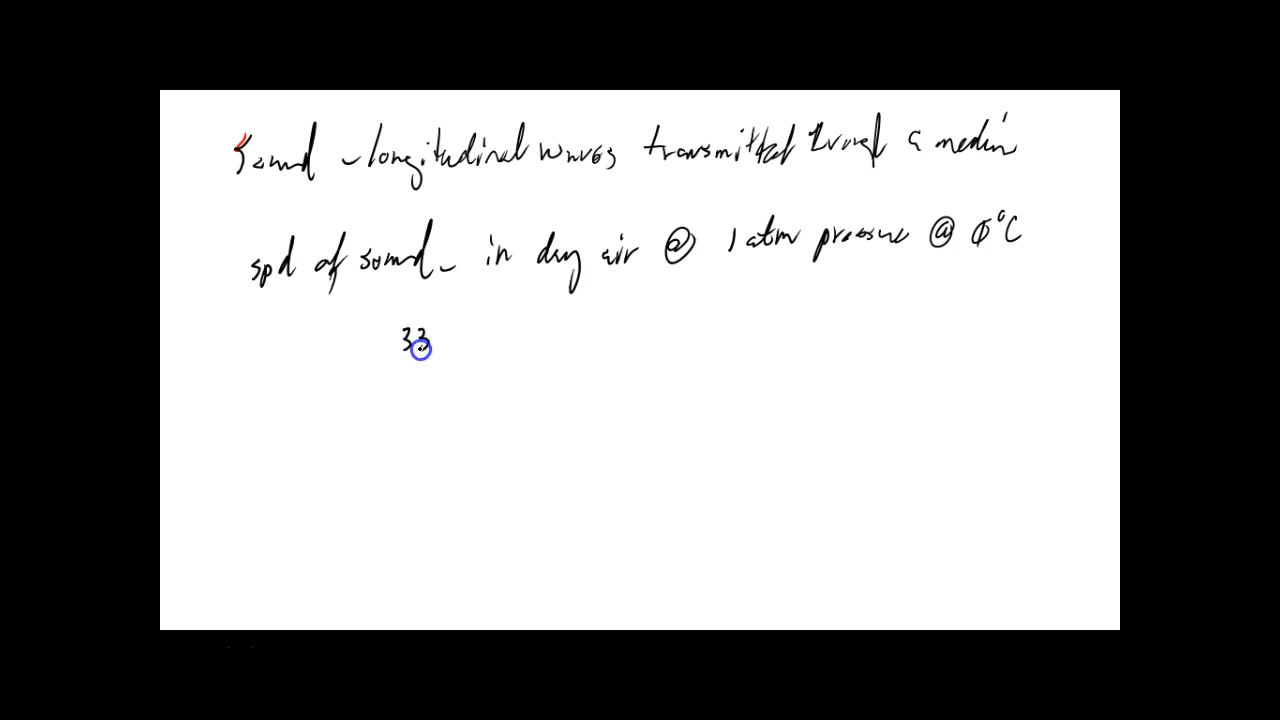 Sound - longitudinal waves transmitted through a medium
spd of sound - in dry air @ 1 atm pressure @ 0°C
33